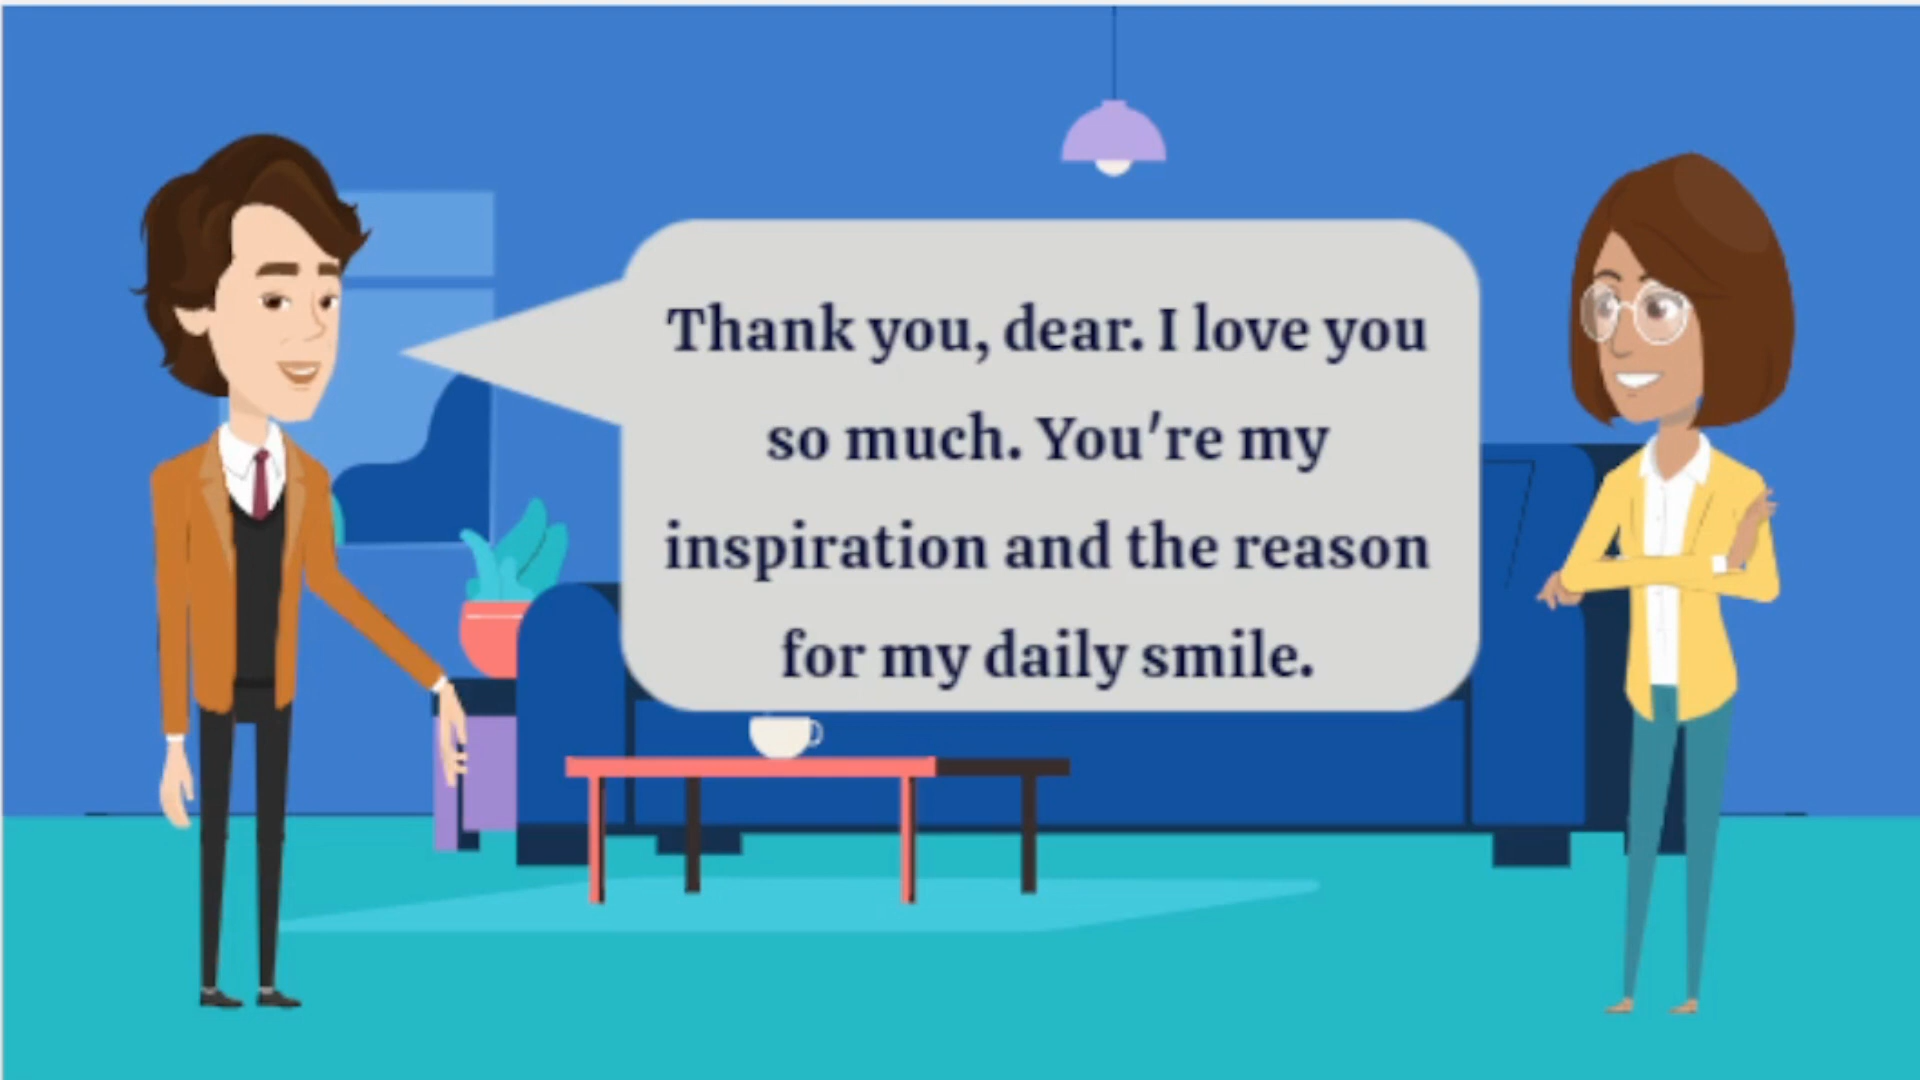 Thank you, dear. I love you
so much. You're my
inspiration and the reason
for my daily smile.